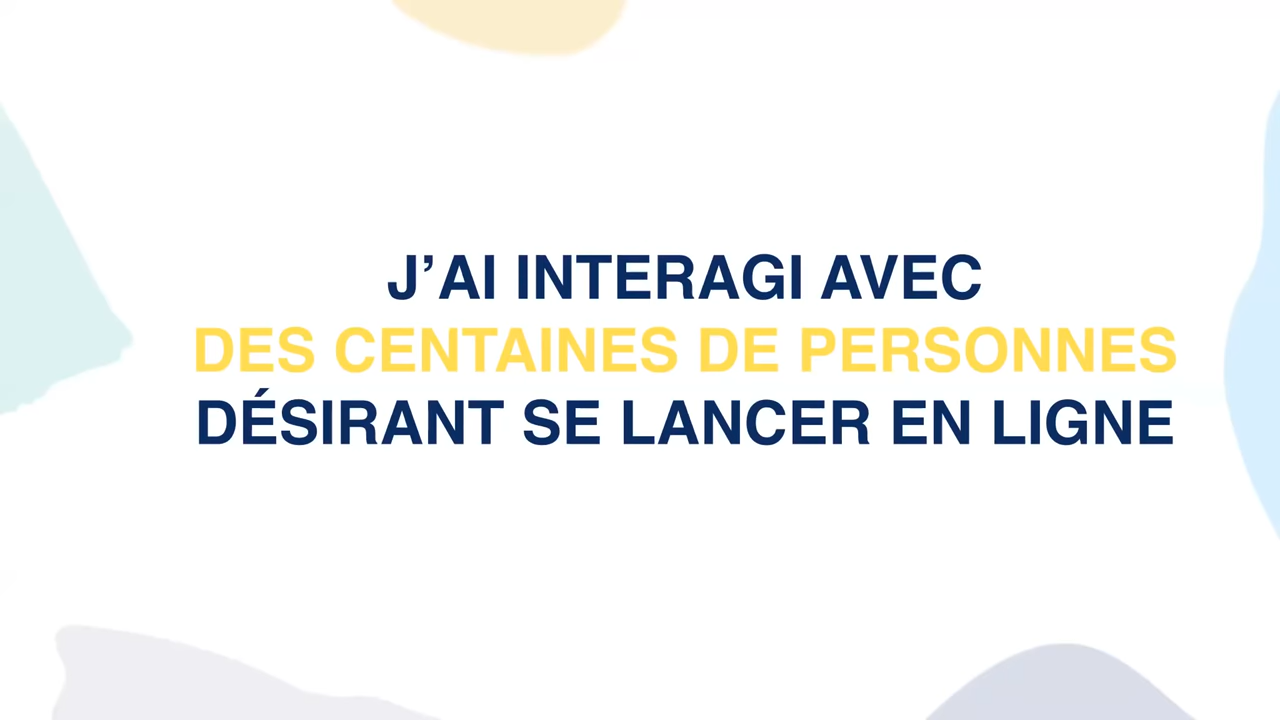 J’AI INTERAGI AVEC
DES CENTAINES DE PERSONNES
DÉSIRANT SE LANCER EN LIGNE